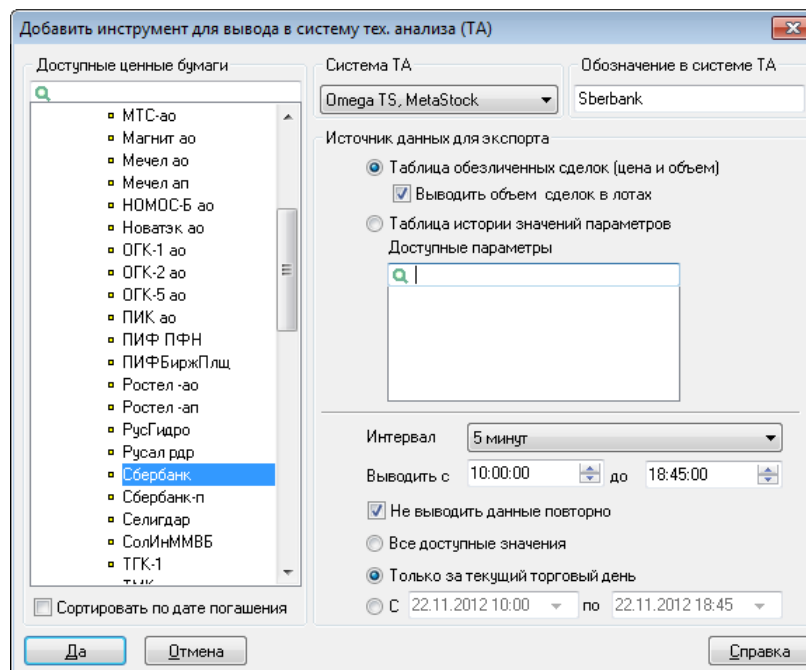 Добавить инструмент для вывода в систему тех. анализа (ТА)
Доступные ценные бумаги
МТС-ао
Магнит ао
Мечел ао
Мечел ап
НОМОС-Б ао
Новатэк ао
ОГК-1 ао
ОГК-2 ао
ОГК-5 ао
ПИК ао
ПИФ ПФН
ПИФБиржПлщ
Ростел -ао
Ростел -ап
РусГидро
Русал рдр
Сбербанк
Сбербанк-п
Селигдар
СолИнММВБ
ТГК-1
ТМК
Сортировать по дате погашения
Система ТА
Omega TS, MetaStock
Обозначение в системе ТА
Sberbank
Источник данных для экспорта
Таблица обезличенных сделок (цена и объем)
Выводить объем сделок в лотах
Таблица истории значений параметров
Доступные параметры
Интервал 5 минут
Выводить с 10:00:00 до 18:45:00
Не выводить данные повторно
Все доступные значения
Только за текущий торговый день
С 22.11.2012 10:00 по 22.11.2012 18:45
Да Отмена Справка